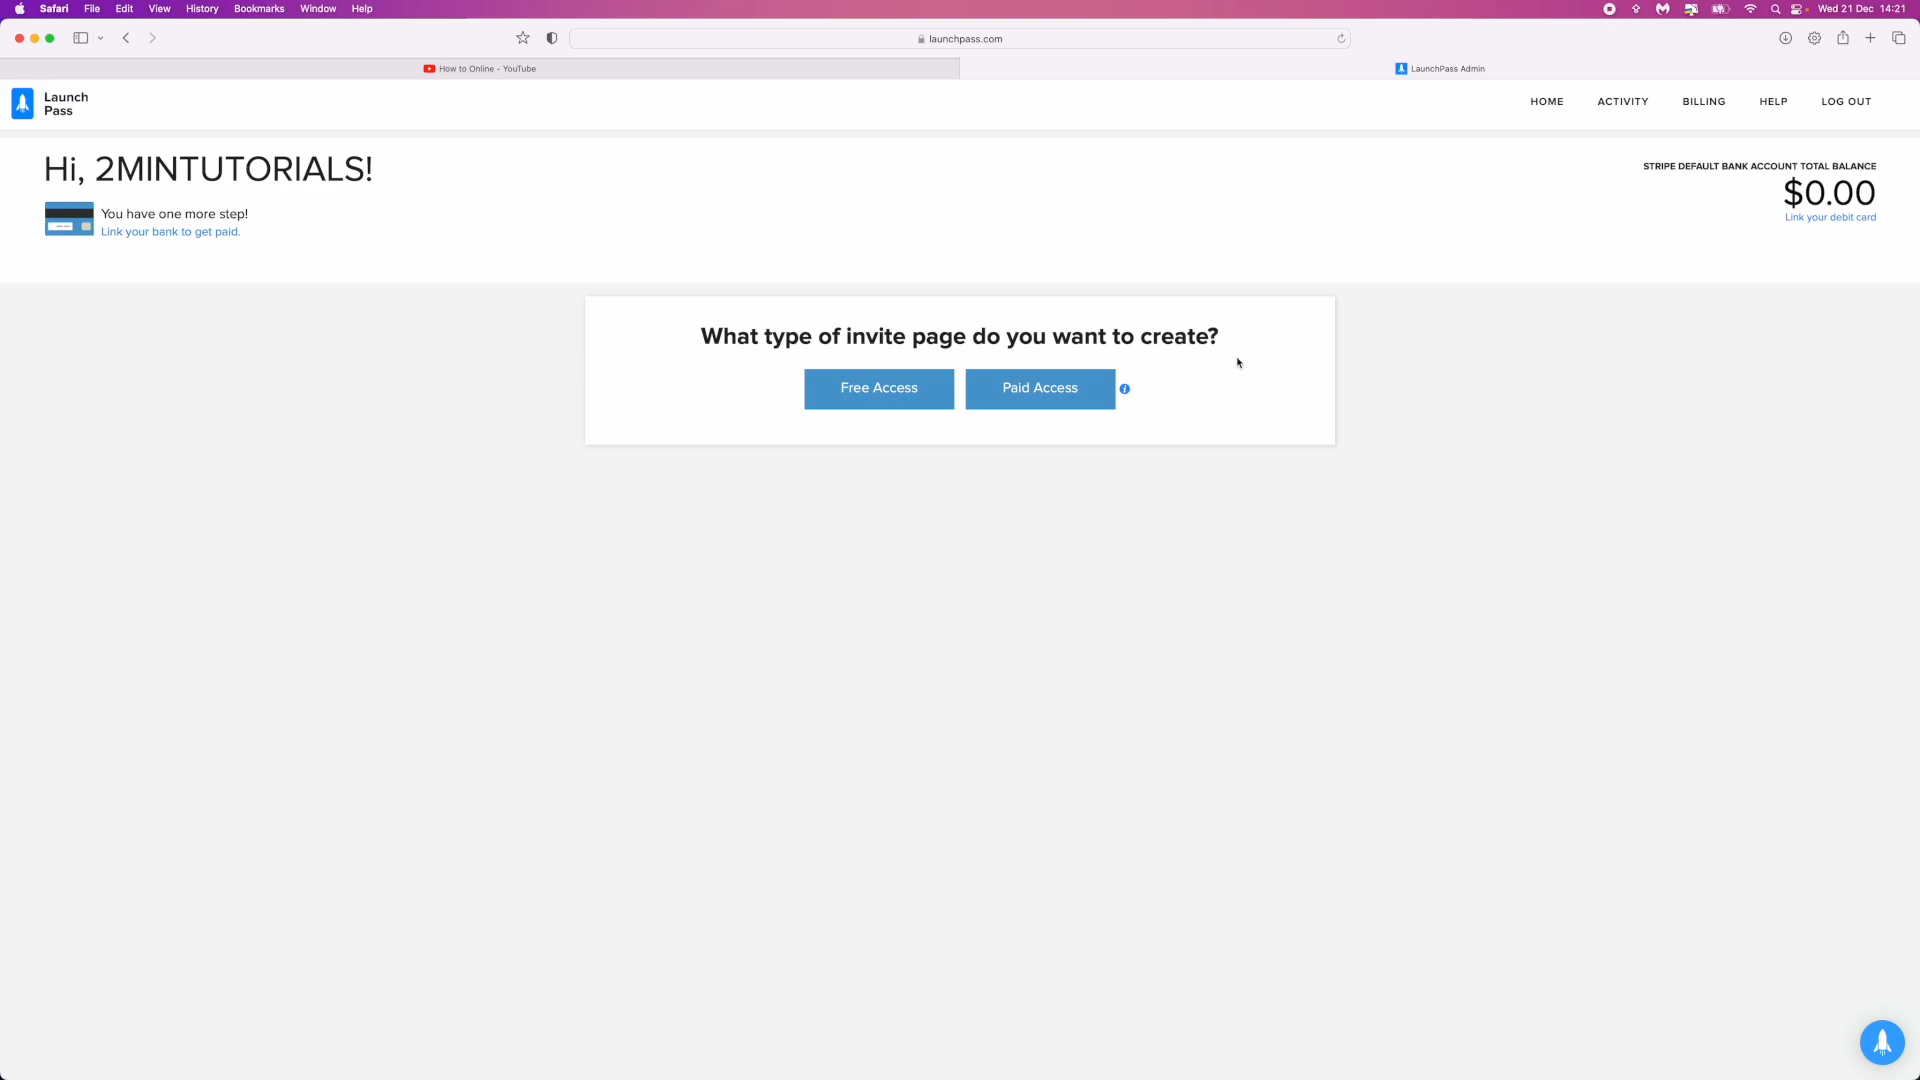 Safari File Edit View History Bookmarks Window Help Wed 21 Dec 14:21
launchpass.com
How to Online - YouTube LaunchPass Admin
Launch
Pass
HOME ACTIVITY BILLING HELP LOG OUT
Hi, 2MINTUTORIALS!
You have one more step!
Link your bank to get paid.
STRIPE DEFAULT BANK ACCOUNT TOTAL BALANCE
$0.00
Link your debit card
What type of invite page do you want to create?
Free Access Paid Access